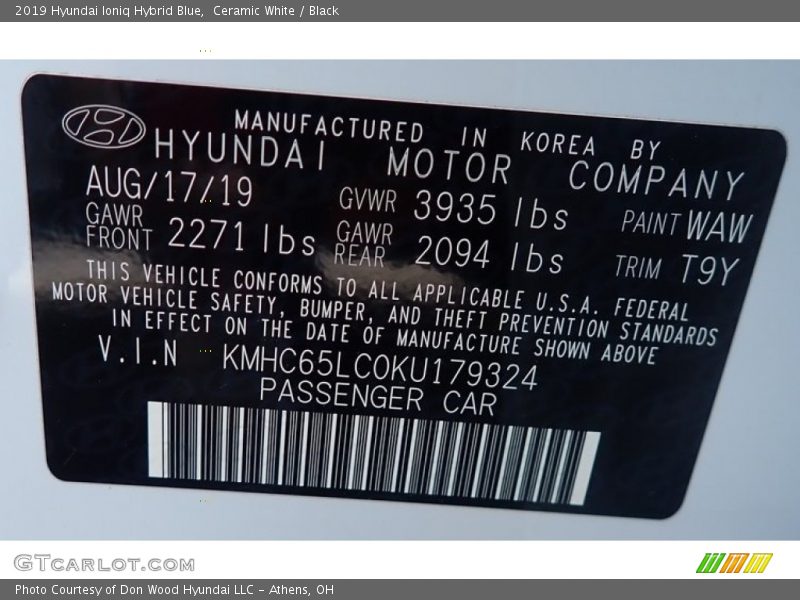 2019 Hyundai Ioniq Hybrid Blue,  Ceramic White / Black
MANUFACTURED IN KOREA BY
HYUNDAI MOTOR COMPANY
AUG/17/19 GVWR 3935 lbs PAINT WAW
GAWR FRONT 2271 lbs GAWR REAR 2094 lbs TRIM T9Y
THIS VEHICLE CONFORMS TO ALL APPLICABLE U.S.A. FEDERAL
MOTOR VEHICLE SAFETY, BUMPER, AND THEFT PREVENTION STANDARDS
IN EFFECT ON THE DATE OF MANUFACTURE SHOWN ABOVE
V.I.N KMHC65LC0KU179324
PASSENGER CAR
GTCARLOT.COM
Photo Courtesy of Don Wood Hyundai LLC - Athens, OH